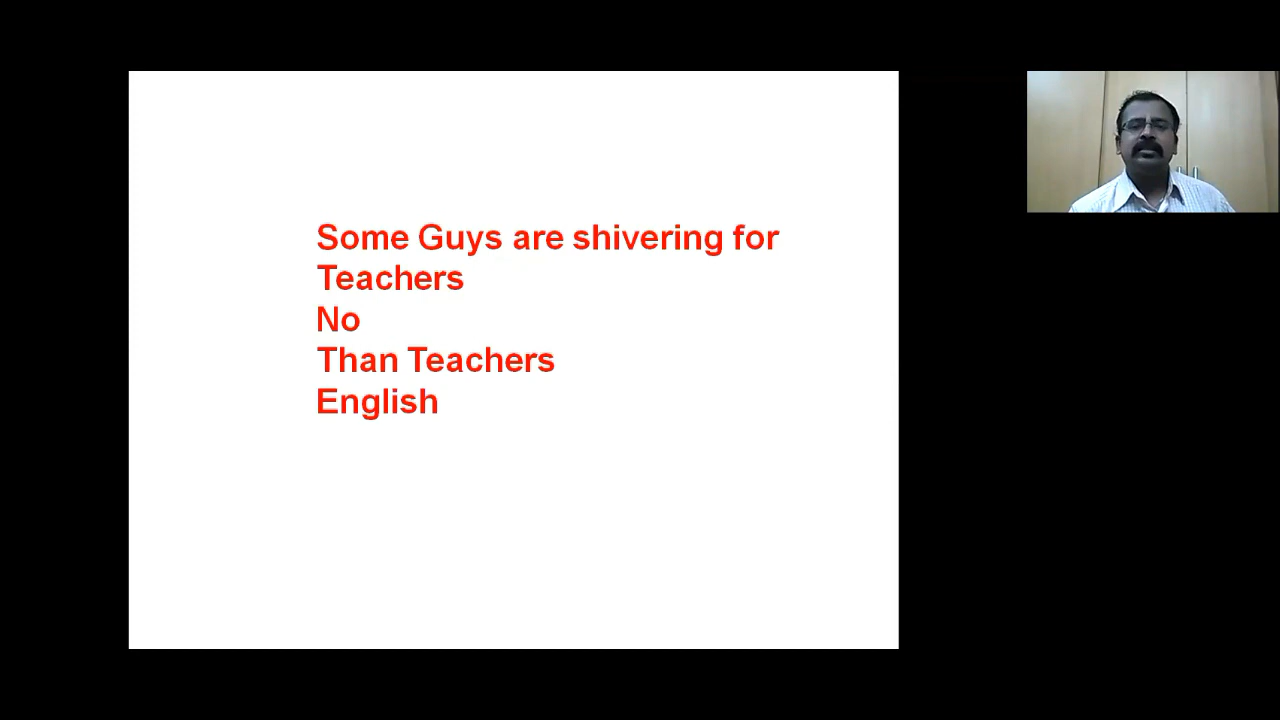 Some Guys are shivering for
Teachers
No
Than Teachers
English